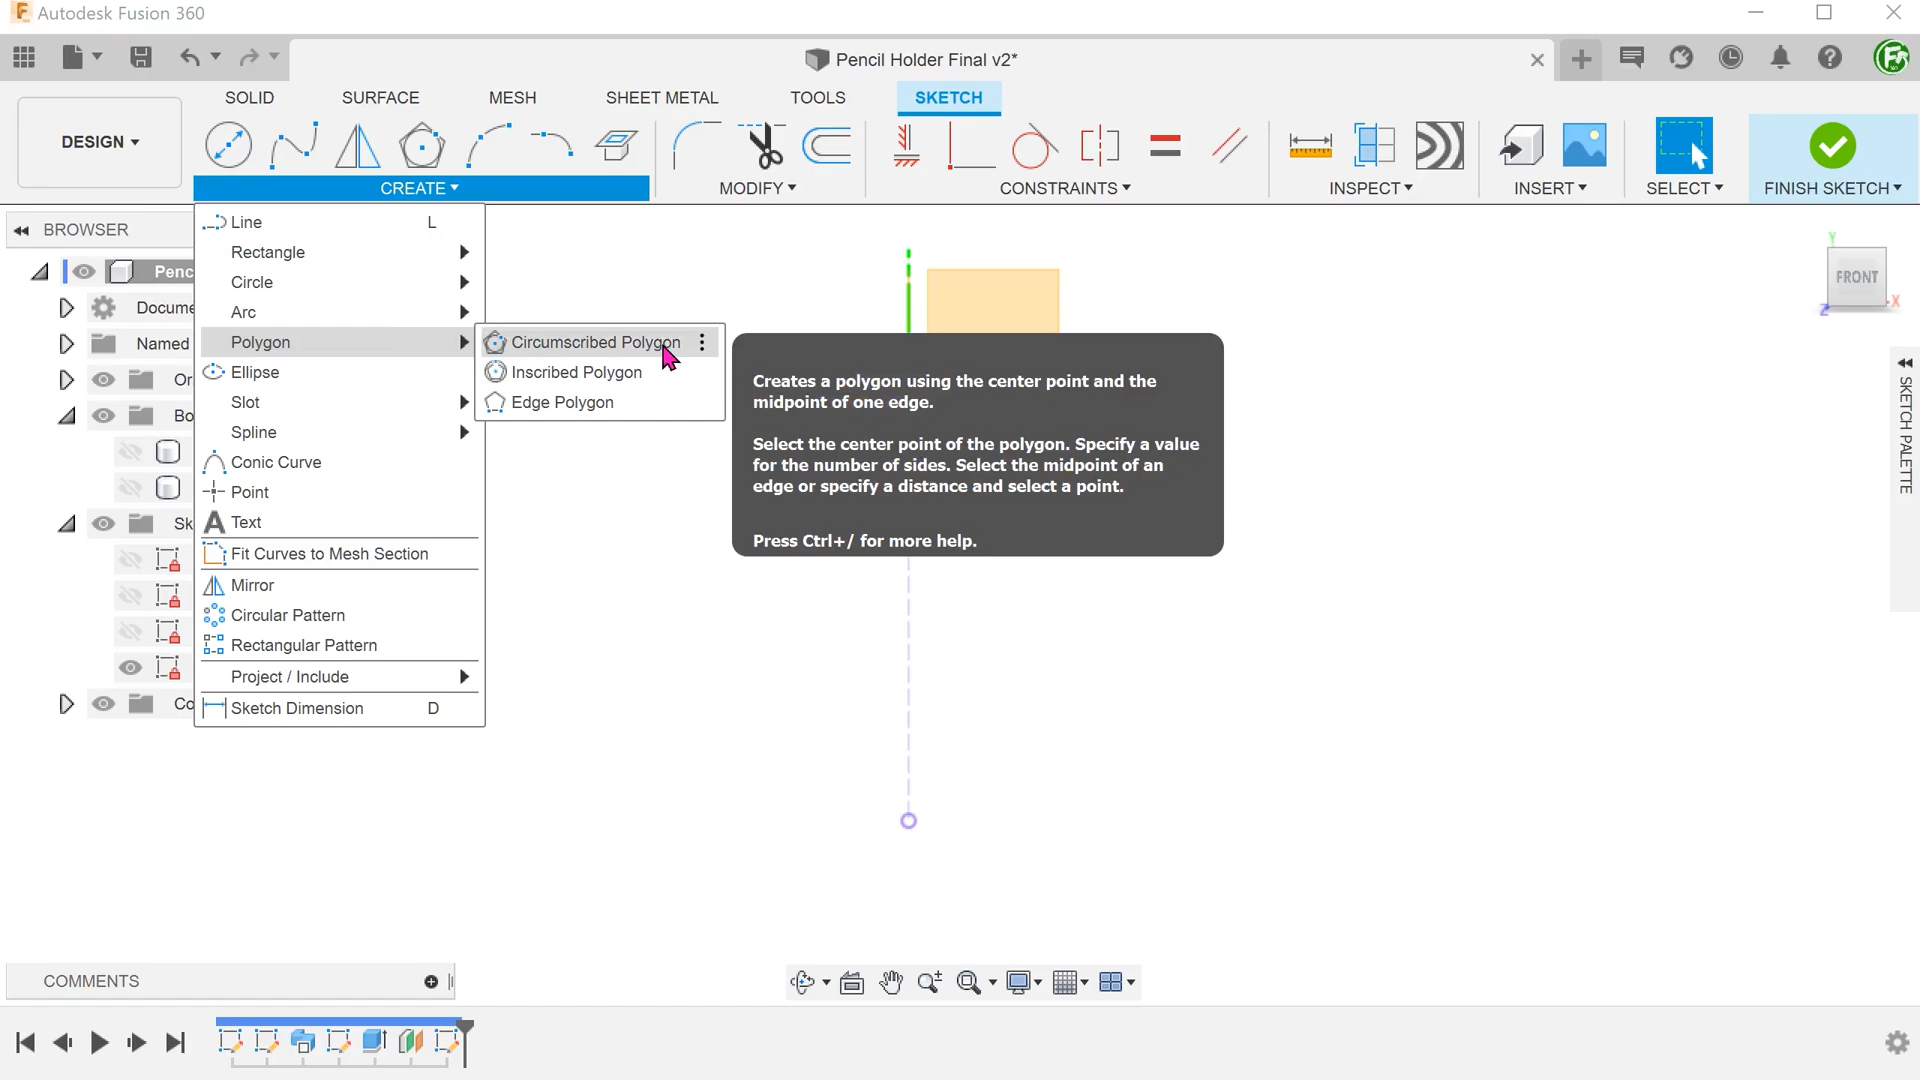 Autodesk Fusion 360
Pencil Holder Final v2*
SOLID
SURFACE
MESH
SHEET METAL
TOOLS
SKETCH
DESIGN
CREATE
MODIFY
CONSTRAINTS
INSPECT
INSERT
SELECT
FINISH SKETCH
BROWSER
Penc
Docume
Named
Or
Bo
Sk
Co
Line L
Rectangle
Circle
Arc
Polygon
Ellipse
Slot
Spline
Conic Curve
Point
Text
Fit Curves to Mesh Section
Mirror
Circular Pattern
Rectangular Pattern
Project / Include
Sketch Dimension D
Circumscribed Polygon
Inscribed Polygon
Edge Polygon
Creates a polygon using the center point and the
midpoint of one edge.
Select the center point of the polygon. Specify a value
for the number of sides. Select the midpoint of an
edge or specify a distance and select a point.
Press Ctrl+/ for more help.
Y
FRONT
X
Z
SKETCH PALETTE
COMMENTS